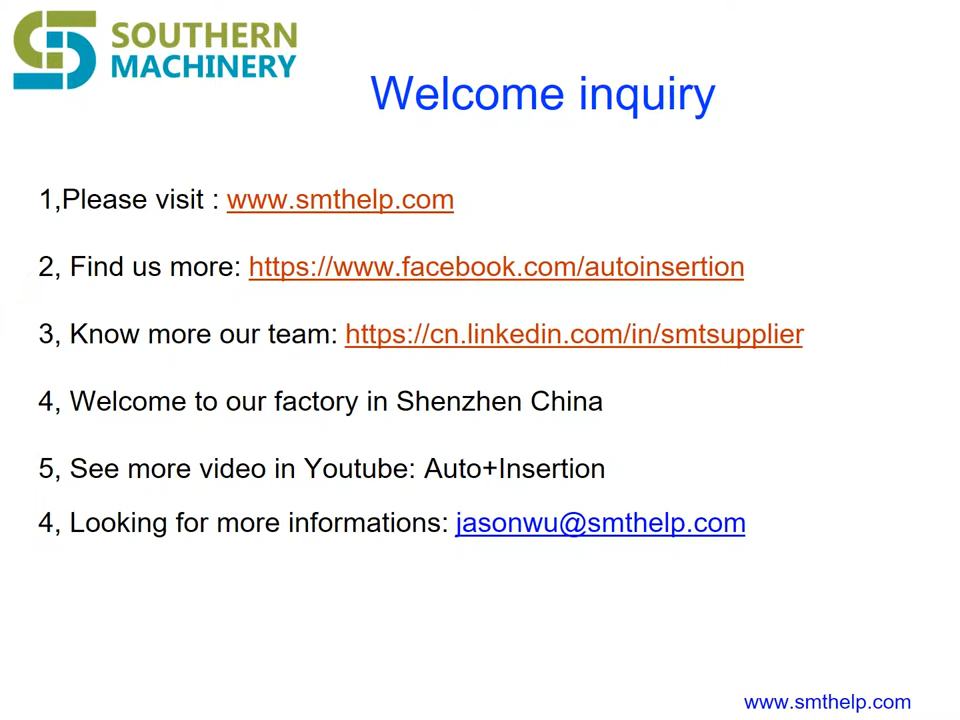 SOUTHERN
MACHINERY
Welcome inquiry
1,Please visit : www.smthelp.com
2, Find us more: https://www.facebook.com/autoinsertion
3, Know more our team: https://cn.linkedin.com/in/smtsupplier
4, Welcome to our factory in Shenzhen China
5, See more video in Youtube: Auto+Insertion
4, Looking for more informations: jasonwu@smthelp.com
www.smthelp.com